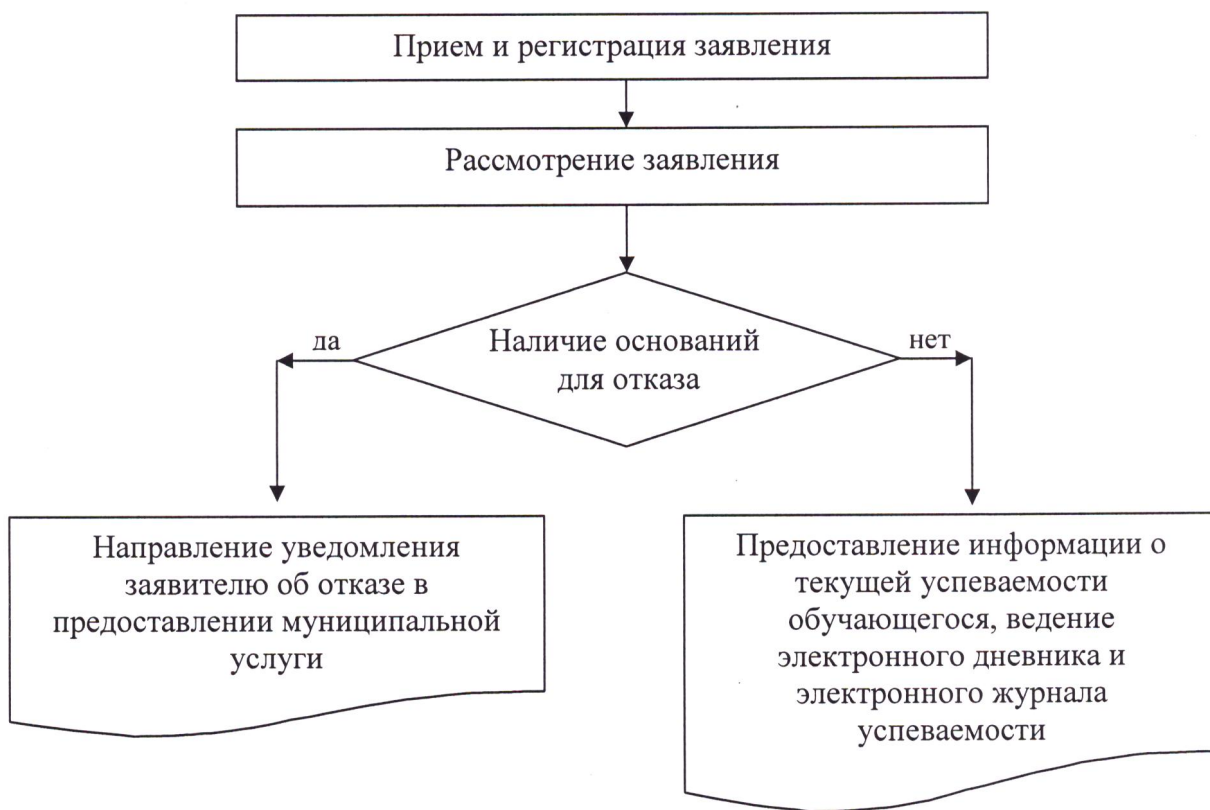 Прием и регистрация заявления
Рассмотрение заявления
да
Наличие оснований
для отказа
нет
Направление уведомления
заявителю об отказе в
предоставлении муниципальной
услуги
Предоставление информации о
текущей успеваемости
обучающегося, ведение
электронного дневника и
электронного журнала
успеваемости